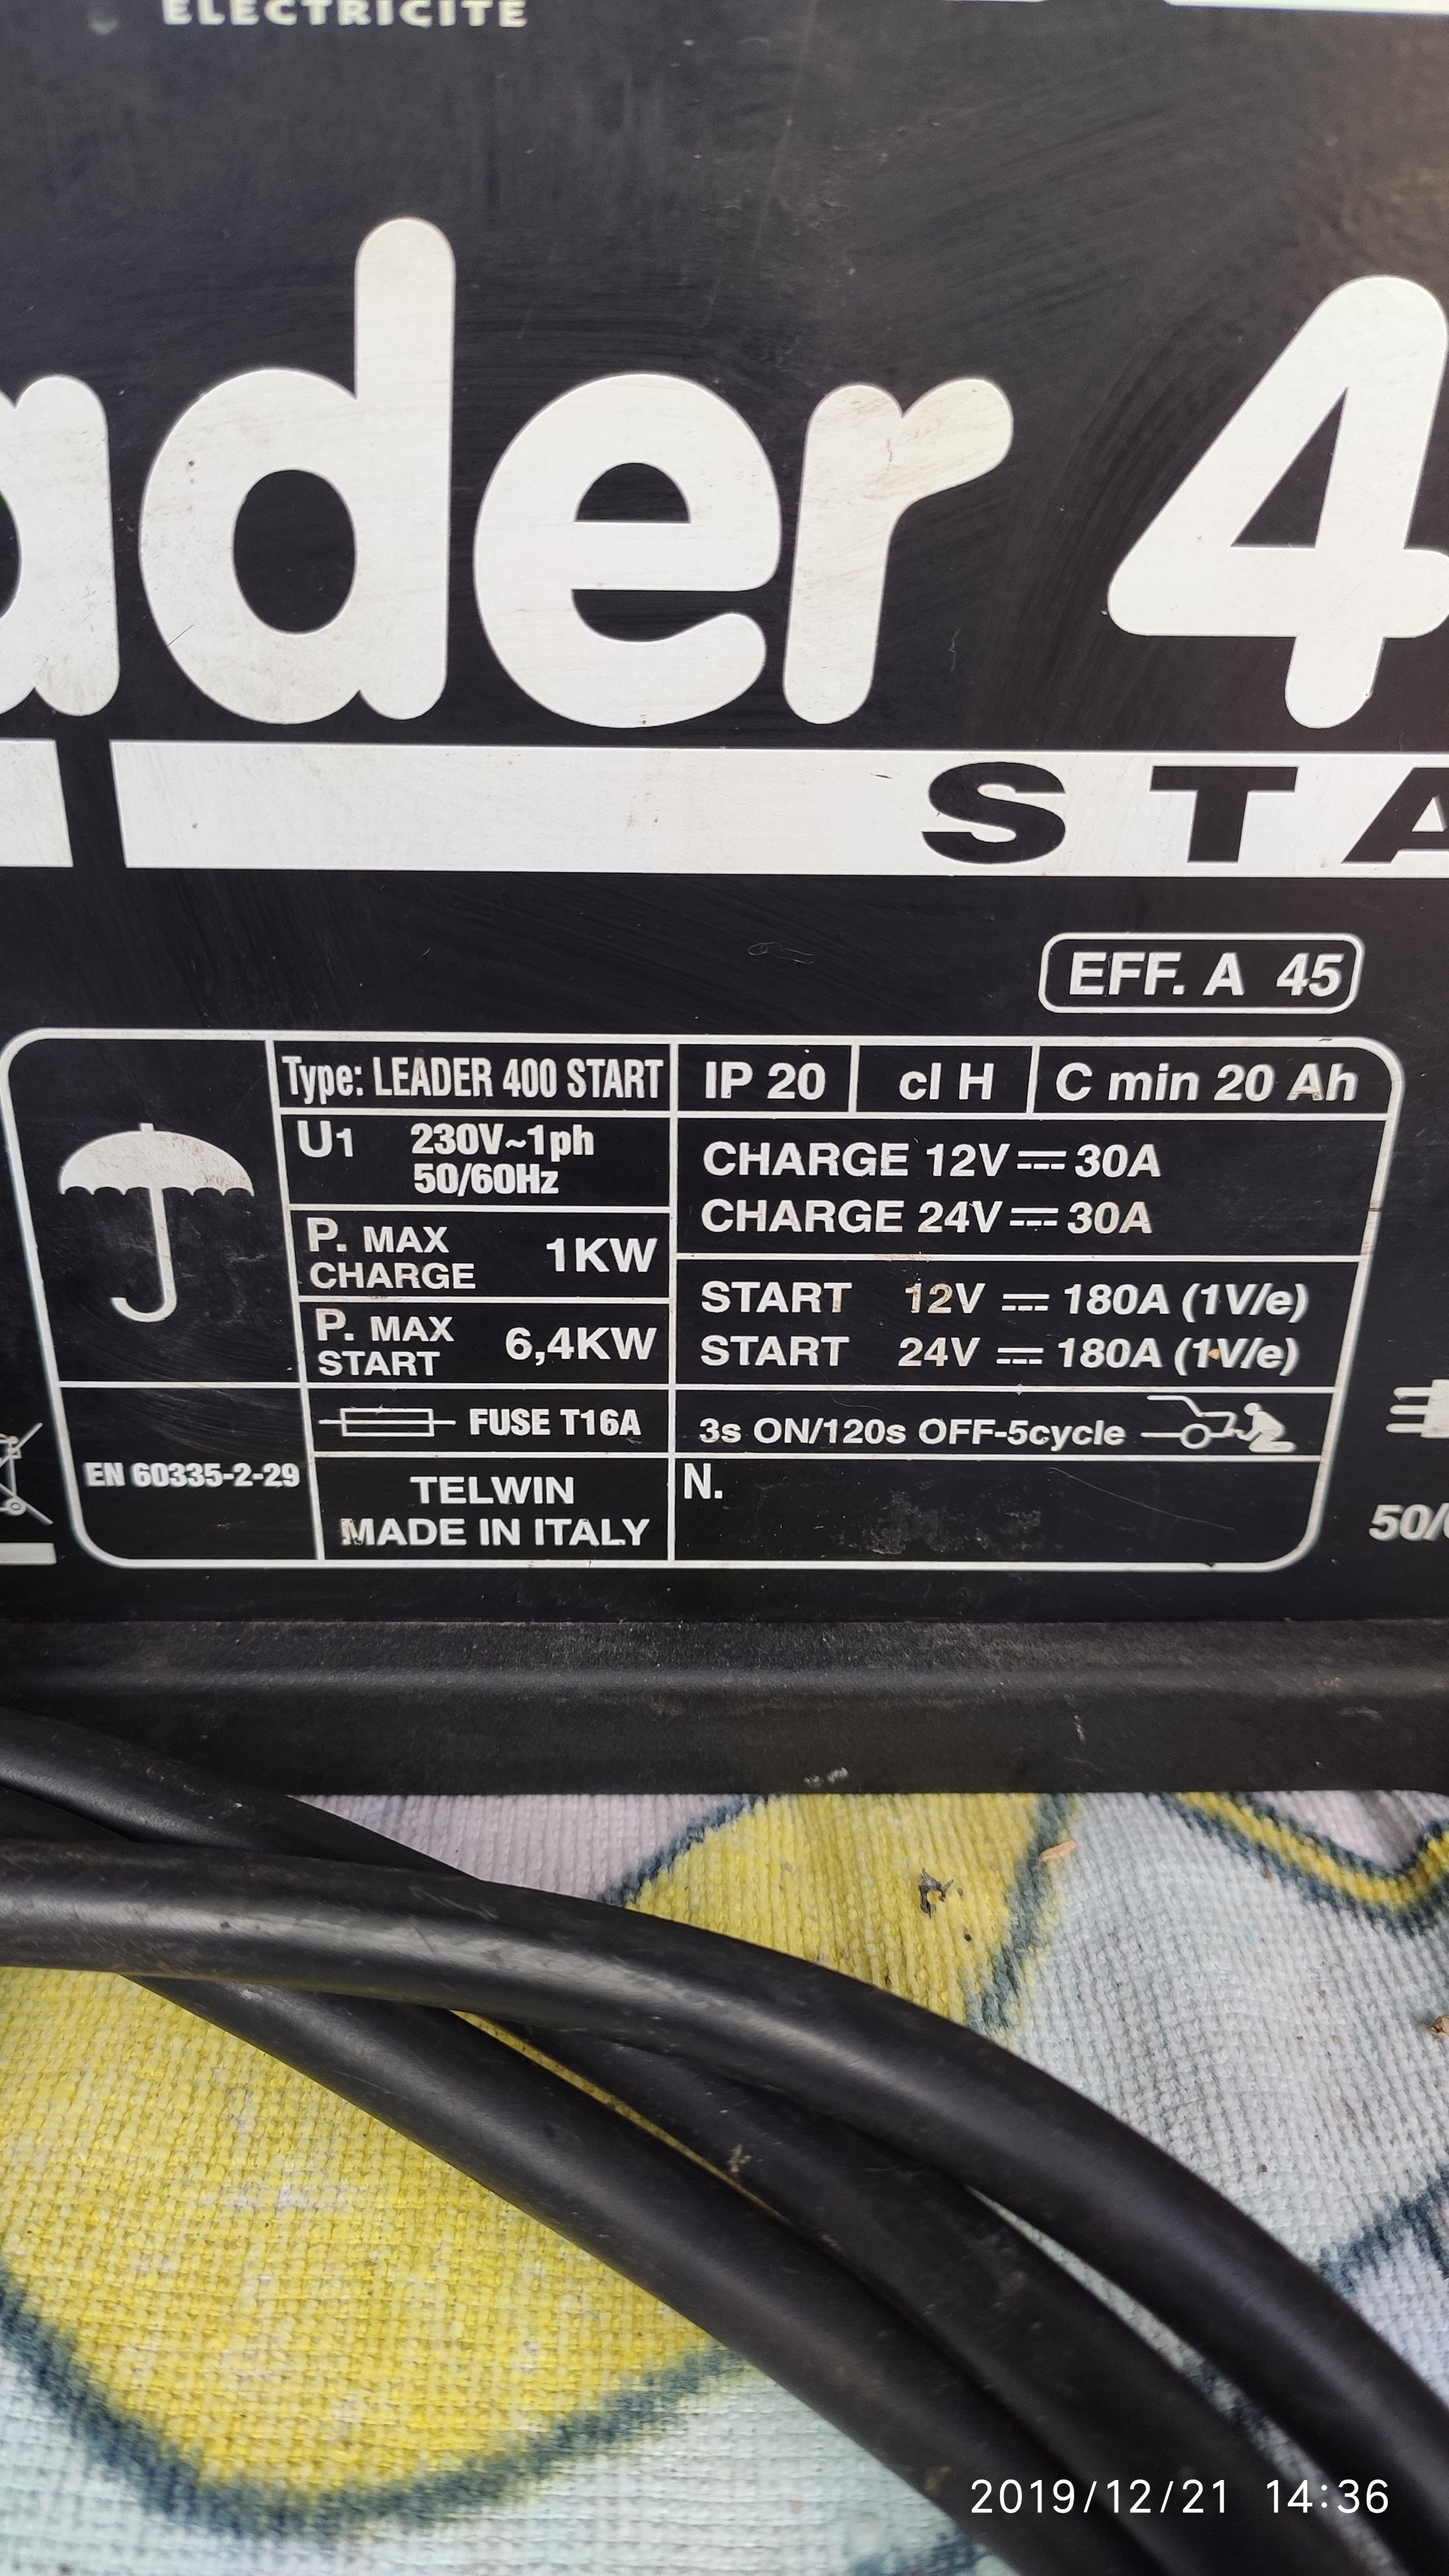 ELECTRICITE
ader 4
STA
EFF. A 45
Type: LEADER 400 START
IP 20
cl H
C min 20 Ah
U1 230V~1ph
50/60Hz
P. MAX
CHARGE 1KW
P. MAX
START 6,4KW
CHARGE 12V 30A
CHARGE 24V 30A
START 12V 180A (1V/e)
START 24V 180A (1V/e)
FUSE T16A
3s ON/120s OFF-5cycle
EN 60335-2-29
TELWIN
MADE IN ITALY
N.
50/
2019/12/21 14:36